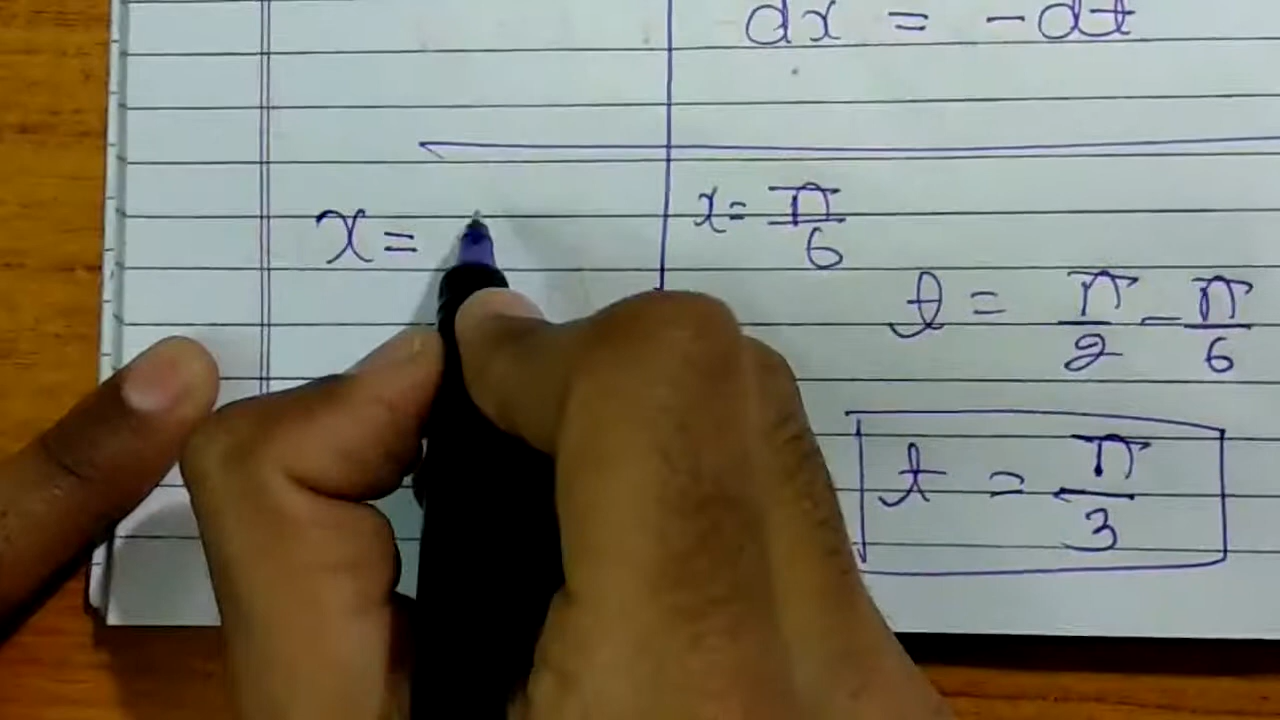 dx = -dt
x =
x = π/6
t = π/2 - π/6
t = π/3